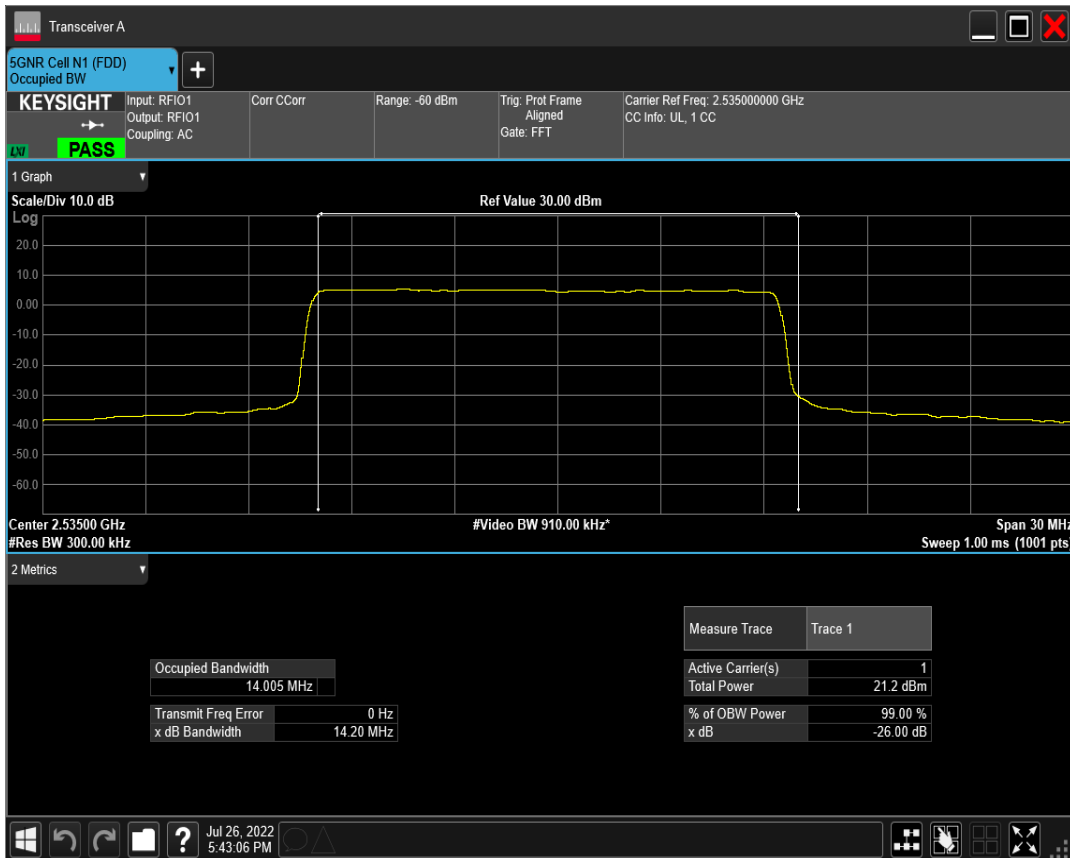 Transceiver A
5GNR Cell N1 (FDD)
Occupied BW
+
KEYSIGHT
LXI
PASS
Input: RFIO1
Output: RFIO1
Coupling: AC
Corr CCorr
Range: -60 dBm
Trig: Prot Frame
Aligned
Gate: FFT
Carrier Ref Freq: 2.535000000 GHz
CC Info: UL, 1 CC
1 Graph
Scale/Div 10.0 dB
Ref Value 30.00 dBm
Log
20.0
10.0
0.00
-10.0
-20.0
-30.0
-40.0
-50.0
-60.0
Center 2.53500 GHz
#Video BW 910.00 kHz*
Span 30 MHz
#Res BW 300.00 kHz
Sweep 1.00 ms (1001 pts)
2 Metrics
Measure Trace Trace 1
Occupied Bandwidth
14.005 MHz
Active Carrier(s) 1
Total Power 21.2 dBm
Transmit Freq Error 0 Hz
x dB Bandwidth 14.20 MHz
% of OBW Power 99.00 %
x dB -26.00 dB
?
Jul 26, 2022
5:43:06 PM